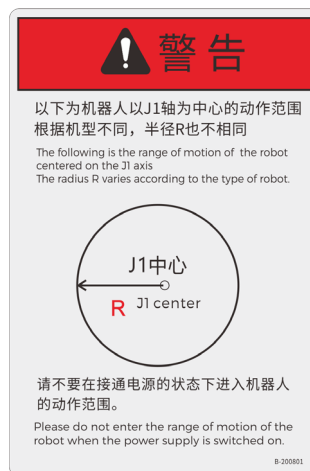 警告
以下为机器人以J1轴为中心的动作范围
根据机型不同，半径R也不相同
The following is the range of motion of the robot
centered on the J1 axis
The radius R varies according to the type of robot.
J1中心
R
J1 center
请不要在接通电源的状态下进入机器人
的动作范围。
Please do not enter the range of motion of the
robot when the power supply is switched on.
B-200801